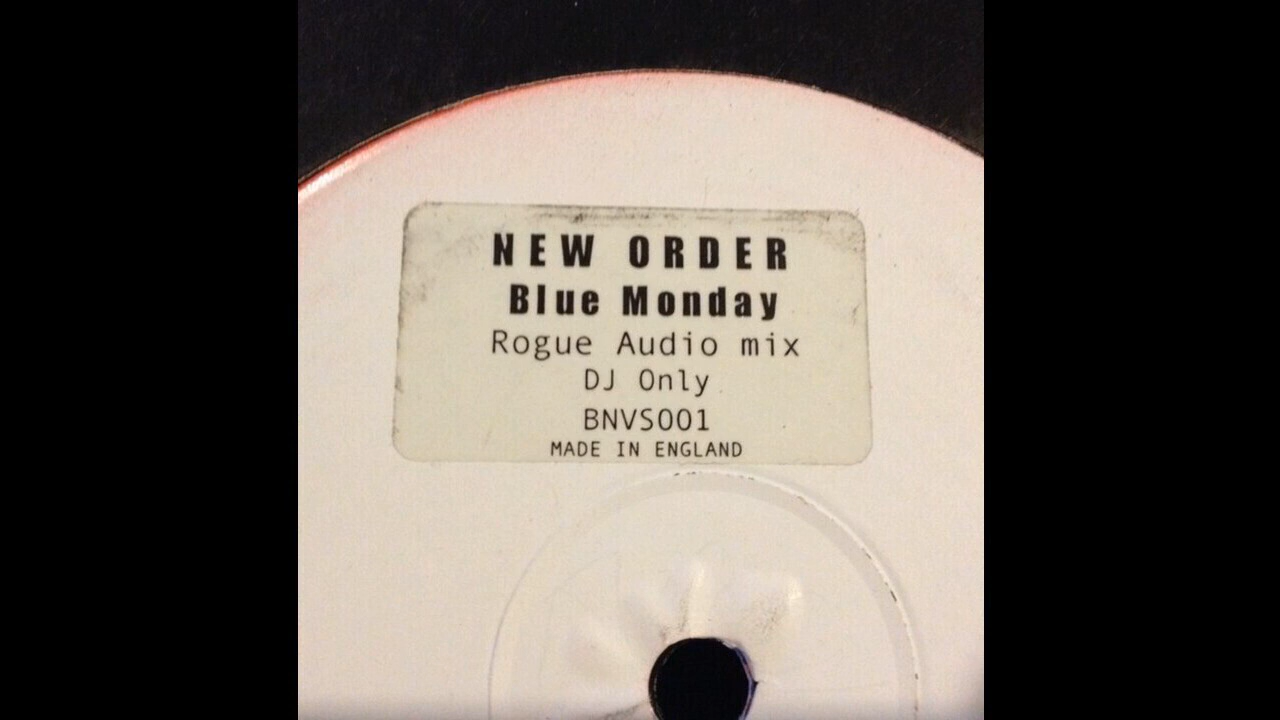 NEW ORDER
Blue Monday
Rogue Audio mix
DJ Only
BNVS001
MADE IN ENGLAND